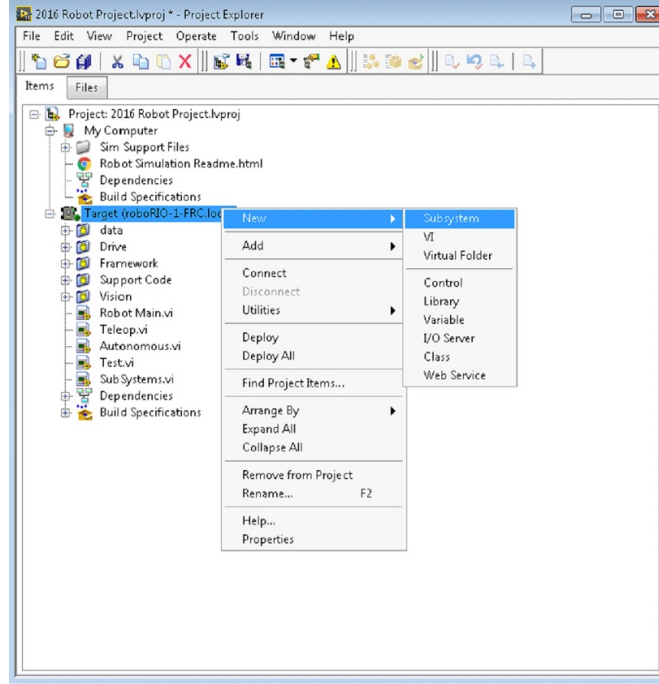 2016 Robot Project.lvproj * - Project Explorer
File Edit View Project Operate Tools Window Help
Items Files
Project: 2016 Robot Project.lvproj
My Computer
Sim Support Files
Robot Simulation Readme.html
Dependencies
Build Specifications
Target (roboRIO-1-FRC.loc
data
Drive
Framework
Support Code
Vision
Robot Main.vi
Teleop.vi
Autonomous.vi
Test.vi
SubSystems.vi
Dependencies
Build Specifications
New
Add
Connect
Disconnect
Utilities
Deploy
Deploy All
Find Project Items...
Arrange By
Expand All
Collapse All
Remove from Project
Rename... F2
Help...
Properties
Subsystem
VI
Virtual Folder
Control
Library
Variable
I/O Server
Class
Web Service